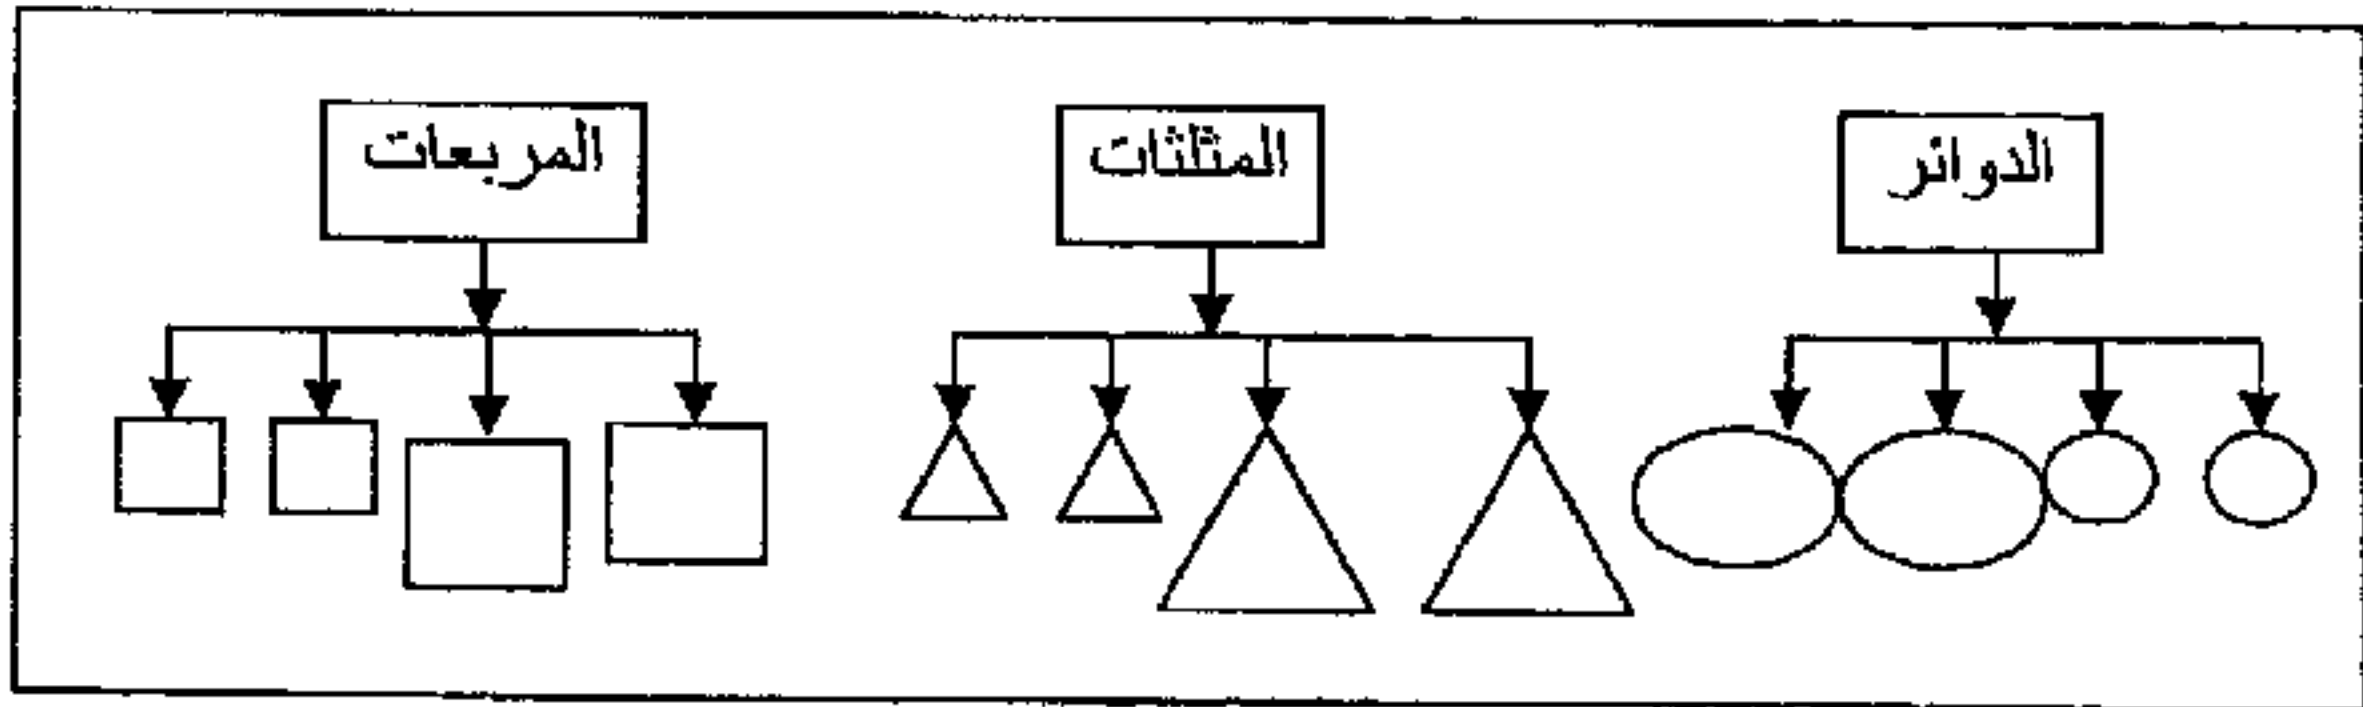 الدوائر
المثلثات
المربعات